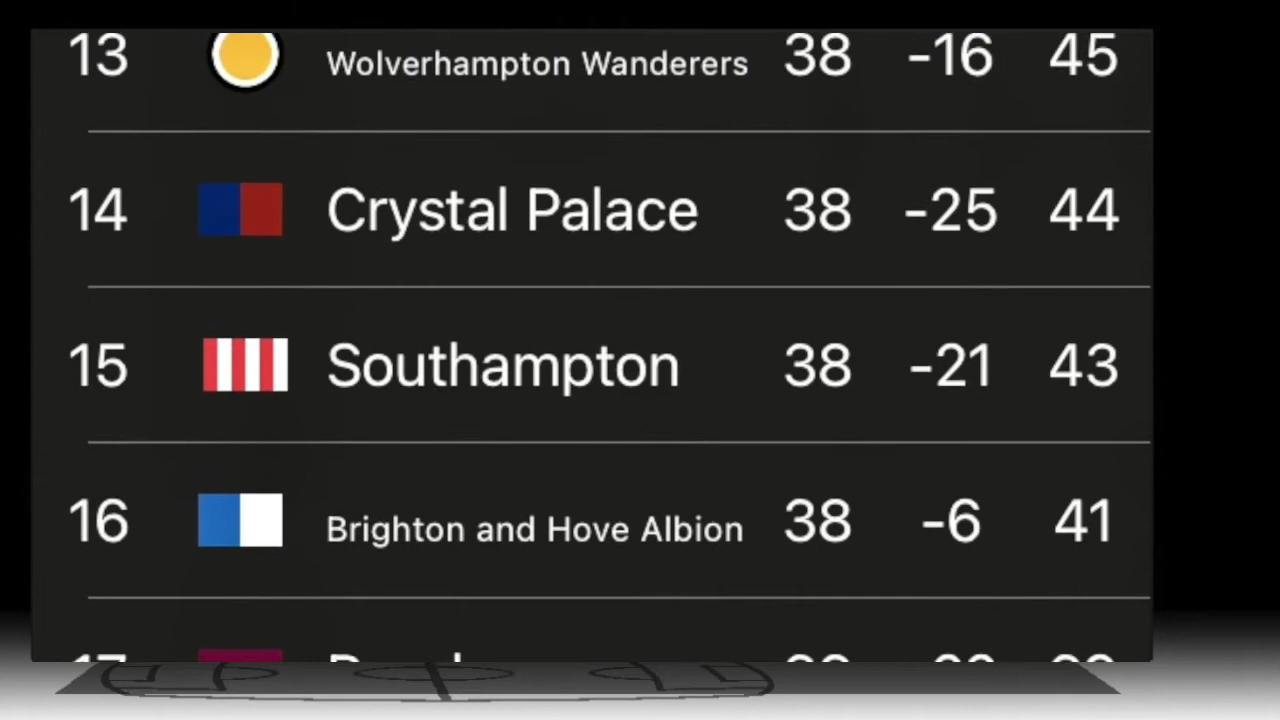 13 Wolverhampton Wanderers 38 -16 45
14 Crystal Palace 38 -25 44
15 Southampton 38 -21 43
16 Brighton and Hove Albion 38 -6 41